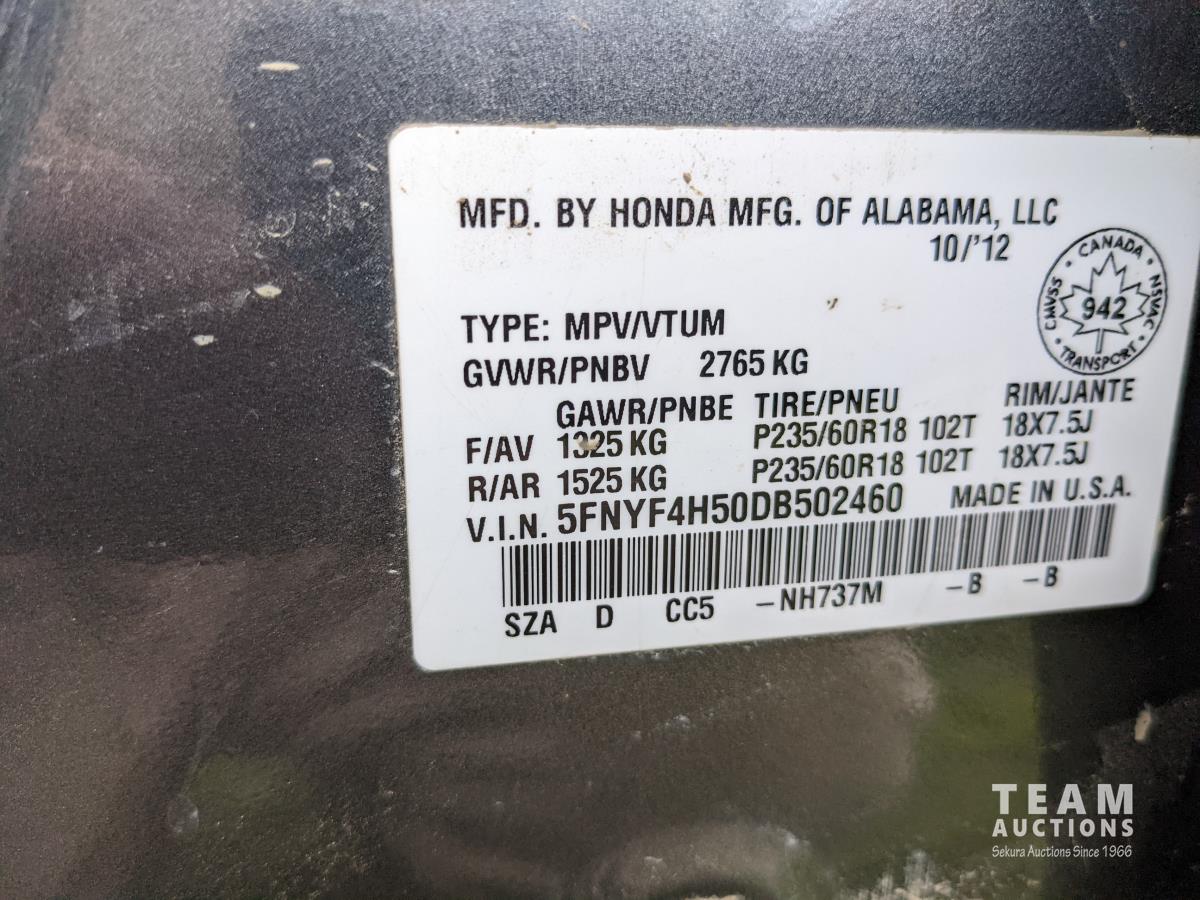 MFD. BY HONDA MFG. OF ALABAMA, LLC
10/'12
CANADA
CMVSS 942 NSVAC
TRANSPORT
TYPE: MPV/VTUM
GVWR/PNBV 2765 KG
GAWR/PNBE TIRE/PNEU RIM/JANTE
F/AV 1325 KG P235/60R18 102T 18X7.5J
R/AR 1525 KG P235/60R18 102T 18X7.5J
V.I.N. 5FNYF4H50DB502460 MADE IN U.S.A.
SZA D CC5 -NH737M -B -B
TEAM
AUCTIONS
Sekura Auctions Since 1966